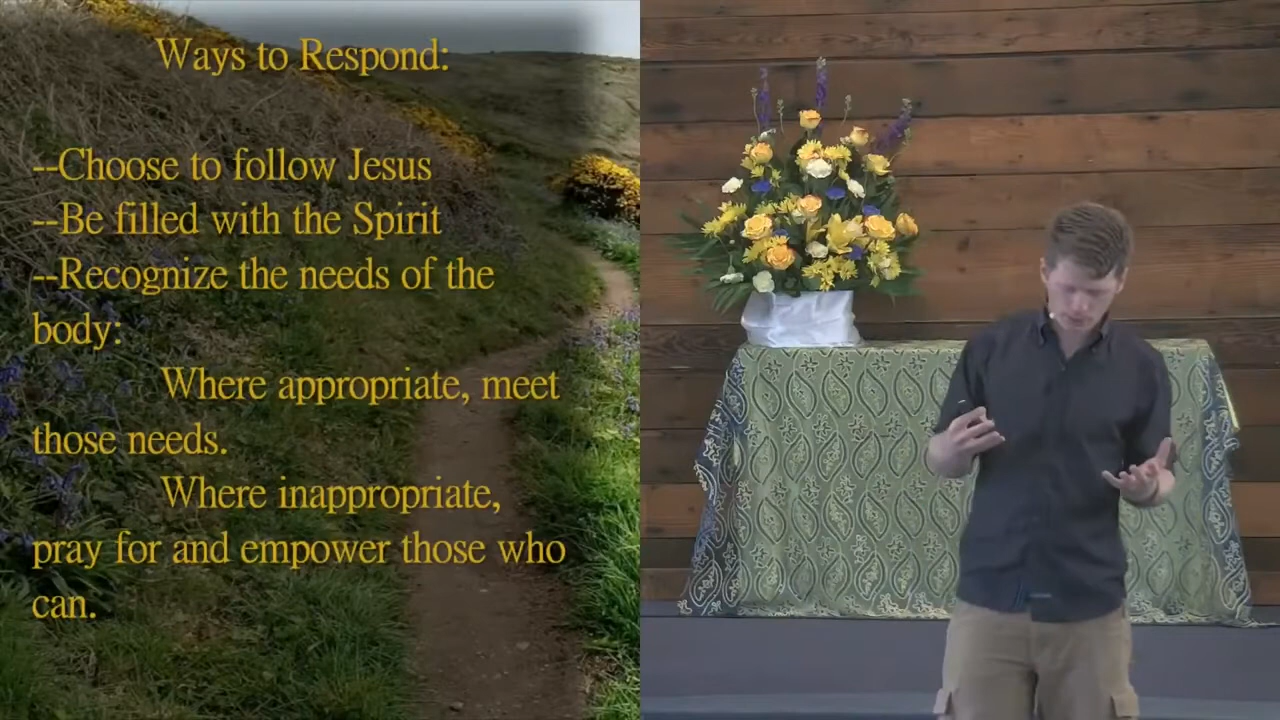 Ways to Respond:
--Choose to follow Jesus
--Be filled with the Spirit
--Recognize the needs of the
body:
Where appropriate, meet
those needs.
Where inappropriate,
pray for and empower those who
can.